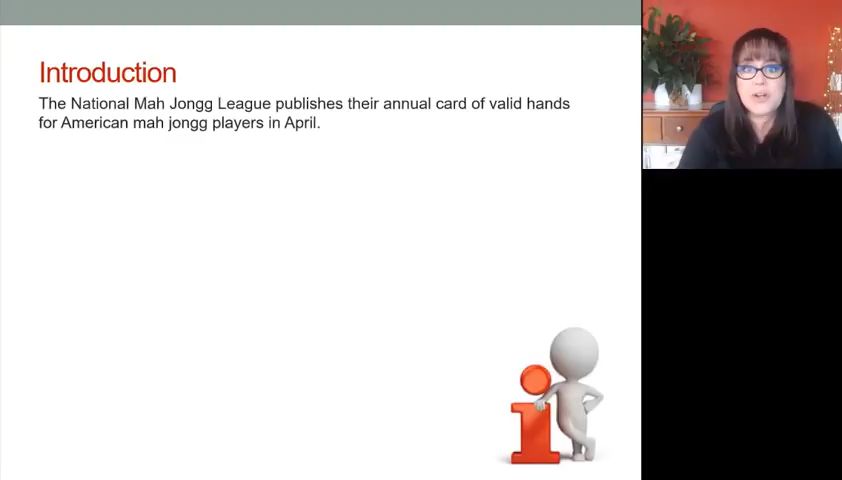 Introduction
The National Mah Jongg League publishes their annual card of valid hands
for American mah jongg players in April.